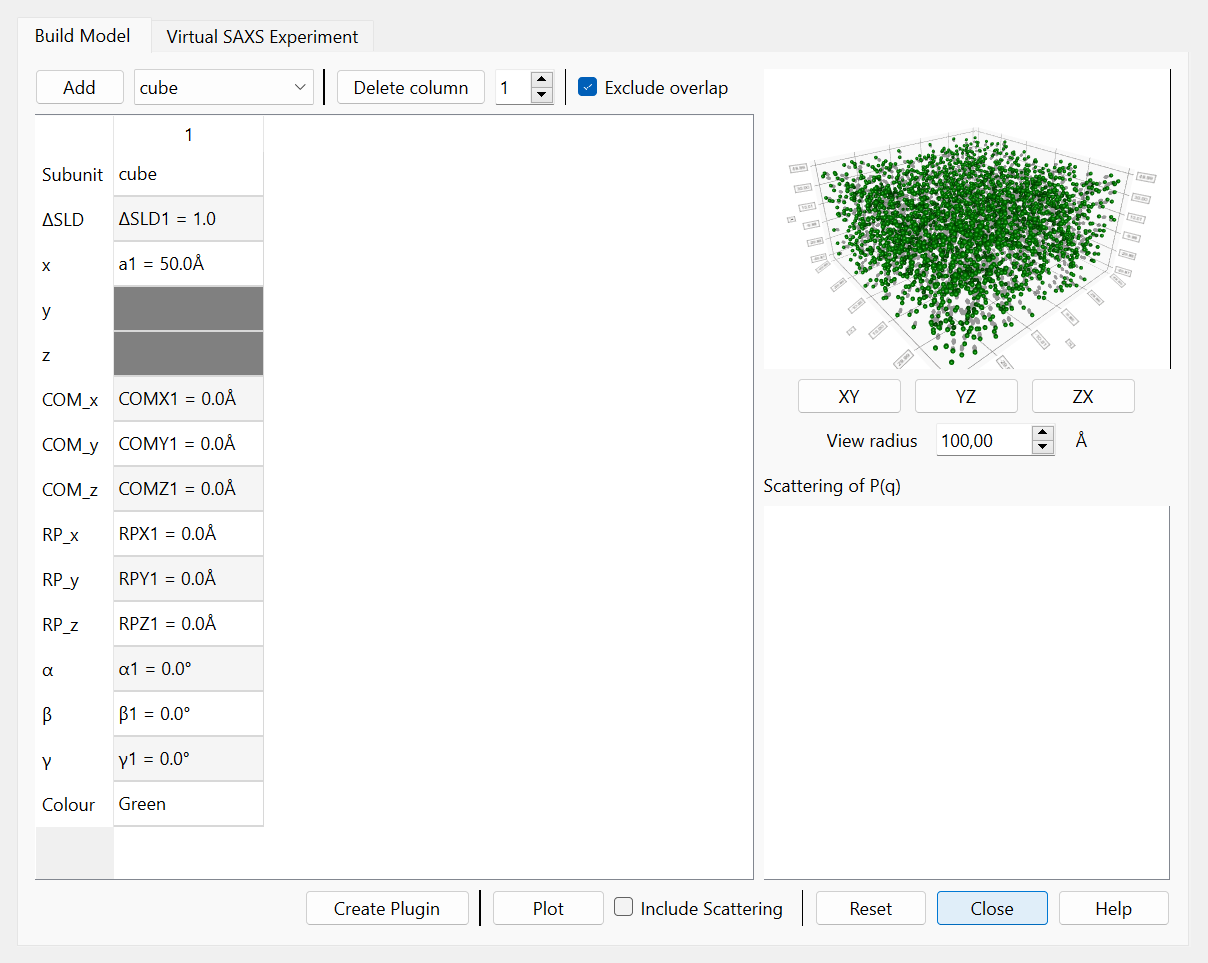 Build Model Virtual SAXS Experiment
Add cube Delete column 1 Exclude overlap
1
Subunit cube
ΔSLD ΔSLD1 = 1.0
x a1 = 50.0Å
y
z
COM_x COMX1 = 0.0Å
COM_y COMY1 = 0.0Å
COM_z COMZ1 = 0.0Å
RP_x RPX1 = 0.0Å
RP_y RPY1 = 0.0Å
RP_z RPZ1 = 0.0Å
α α1 = 0.0°
β β1 = 0.0°
γ γ1 = 0.0°
Colour Green
XY YZ ZX
View radius 100,00 Å
Scattering of P(q)
Create Plugin Plot Include Scattering Reset Close Help